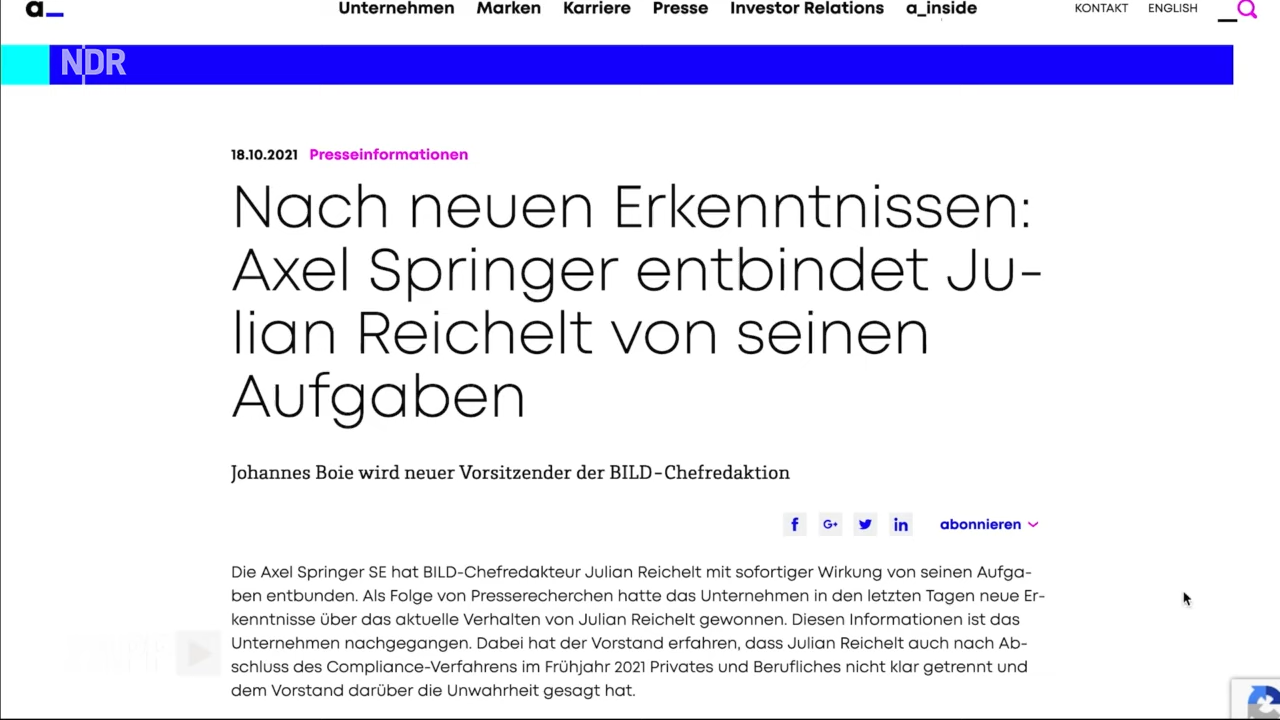 a_
Unternehmen Marken Karriere Presse Investor Relations a_inside
KONTAKT ENGLISH
NDR
18.10.2021 Presseinformationen
Nach neuen Erkenntnissen:
Axel Springer entbindet Ju-
lian Reichelt von seinen
Aufgaben
Johannes Boie wird neuer Vorsitzender der BILD-Chefredaktion
f G+ in abonnieren
Die Axel Springer SE hat BILD-Chefredakteur Julian Reichelt mit sofortiger Wirkung von seinen Aufga-
ben entbunden. Als Folge von Presserecherchen hatte das Unternehmen in den letzten Tagen neue Er-
kenntnisse über das aktuelle Verhalten von Julian Reichelt gewonnen. Diesen Informationen ist das
Unternehmen nachgegangen. Dabei hat der Vorstand erfahren, dass Julian Reichelt auch nach Ab-
schluss des Compliance-Verfahrens im Frühjahr 2021 Privates und Berufliches nicht klar getrennt und
dem Vorstand darüber die Unwahrheit gesagt hat.